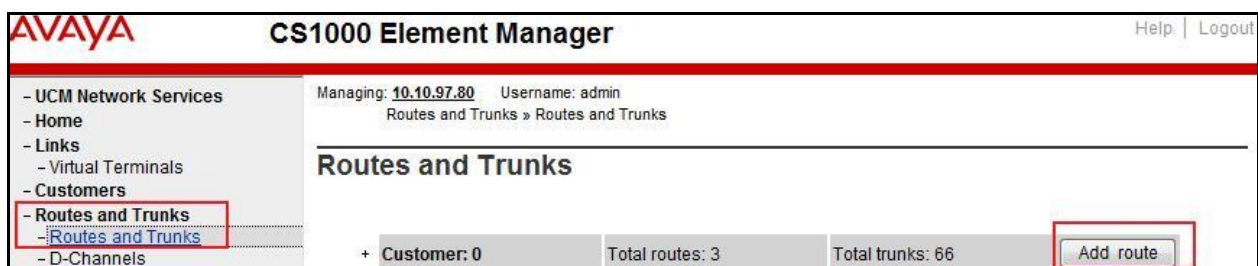 AVAYA CS1000 Element Manager Help | Logout
- UCM Network Services
- Home
- Links
- Virtual Terminals
- Customers
- Routes and Trunks
- Routes and Trunks
- D-Channels
Managing: 10.10.97.80 Username: admin
Routes and Trunks » Routes and Trunks
Routes and Trunks
+ Customer: 0 Total routes: 3 Total trunks: 66 Add route